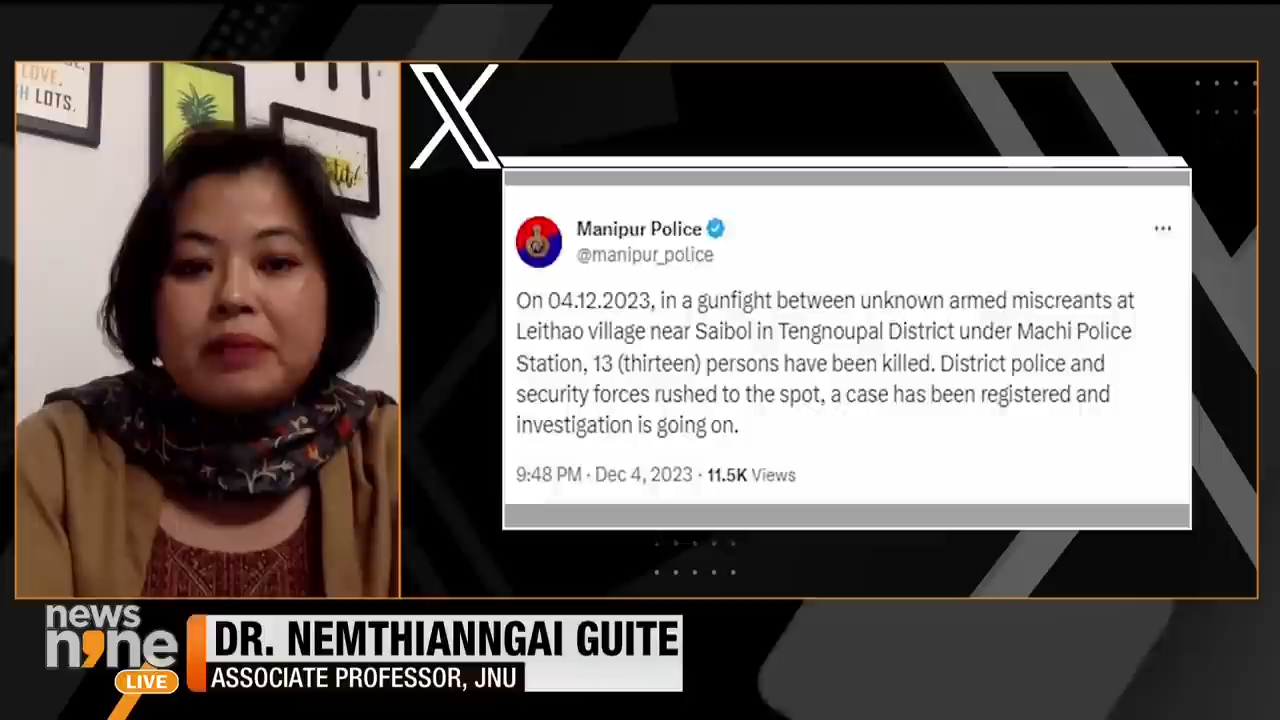 LOVE.
H LOTS.
Manipur Police
@manipur_police
On 04.12.2023, in a gunfight between unknown armed miscreants at
Leithao village near Saibol in Tengnoupal District under Machi Police
Station, 13 (thirteen) persons have been killed. District police and
security forces rushed to the spot, a case has been registered and
investigation is going on.
9:48 PM · Dec 4, 2023 · 11.5K Views
news
n9ne
LIVE
DR. NEMTHIANNGAI GUITE
ASSOCIATE PROFESSOR, JNU